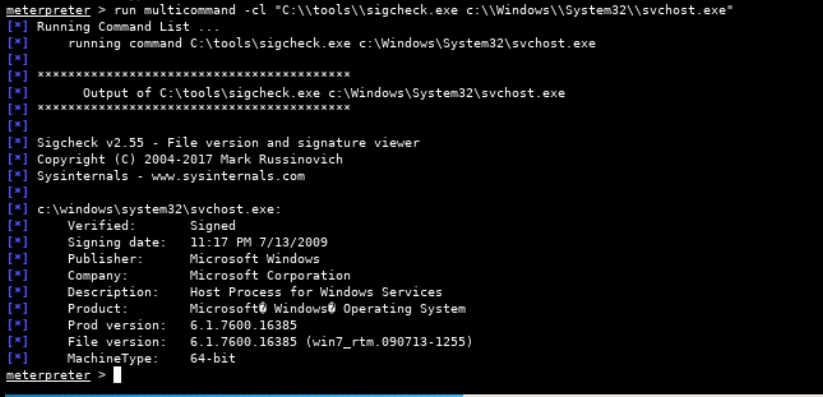 meterpreter > run multicommand -cl "C:\\tools\\sigcheck.exe c:\\Windows\\System32\\svchost.exe"
[*] Running Command List ...
[*]     running command C:\tools\sigcheck.exe c:\Windows\System32\svchost.exe
[*]
[*] *****************************************
[*]       Output of C:\tools\sigcheck.exe c:\Windows\System32\svchost.exe
[*] *****************************************
[*]
[*] Sigcheck v2.55 - File version and signature viewer
[*] Copyright (C) 2004-2017 Mark Russinovich
[*] Sysinternals - www.sysinternals.com
[*]
[*] c:\windows\system32\svchost.exe:
[*]     Verified:       Signed
[*]     Signing date:   11:17 PM 7/13/2009
[*]     Publisher:      Microsoft Windows
[*]     Company:        Microsoft Corporation
[*]     Description:    Host Process for Windows Services
[*]     Product:        Microsoft� Windows� Operating System
[*]     Prod version:   6.1.7600.16385
[*]     File version:   6.1.7600.16385 (win7_rtm.090713-1255)
[*]     MachineType:    64-bit
meterpreter >